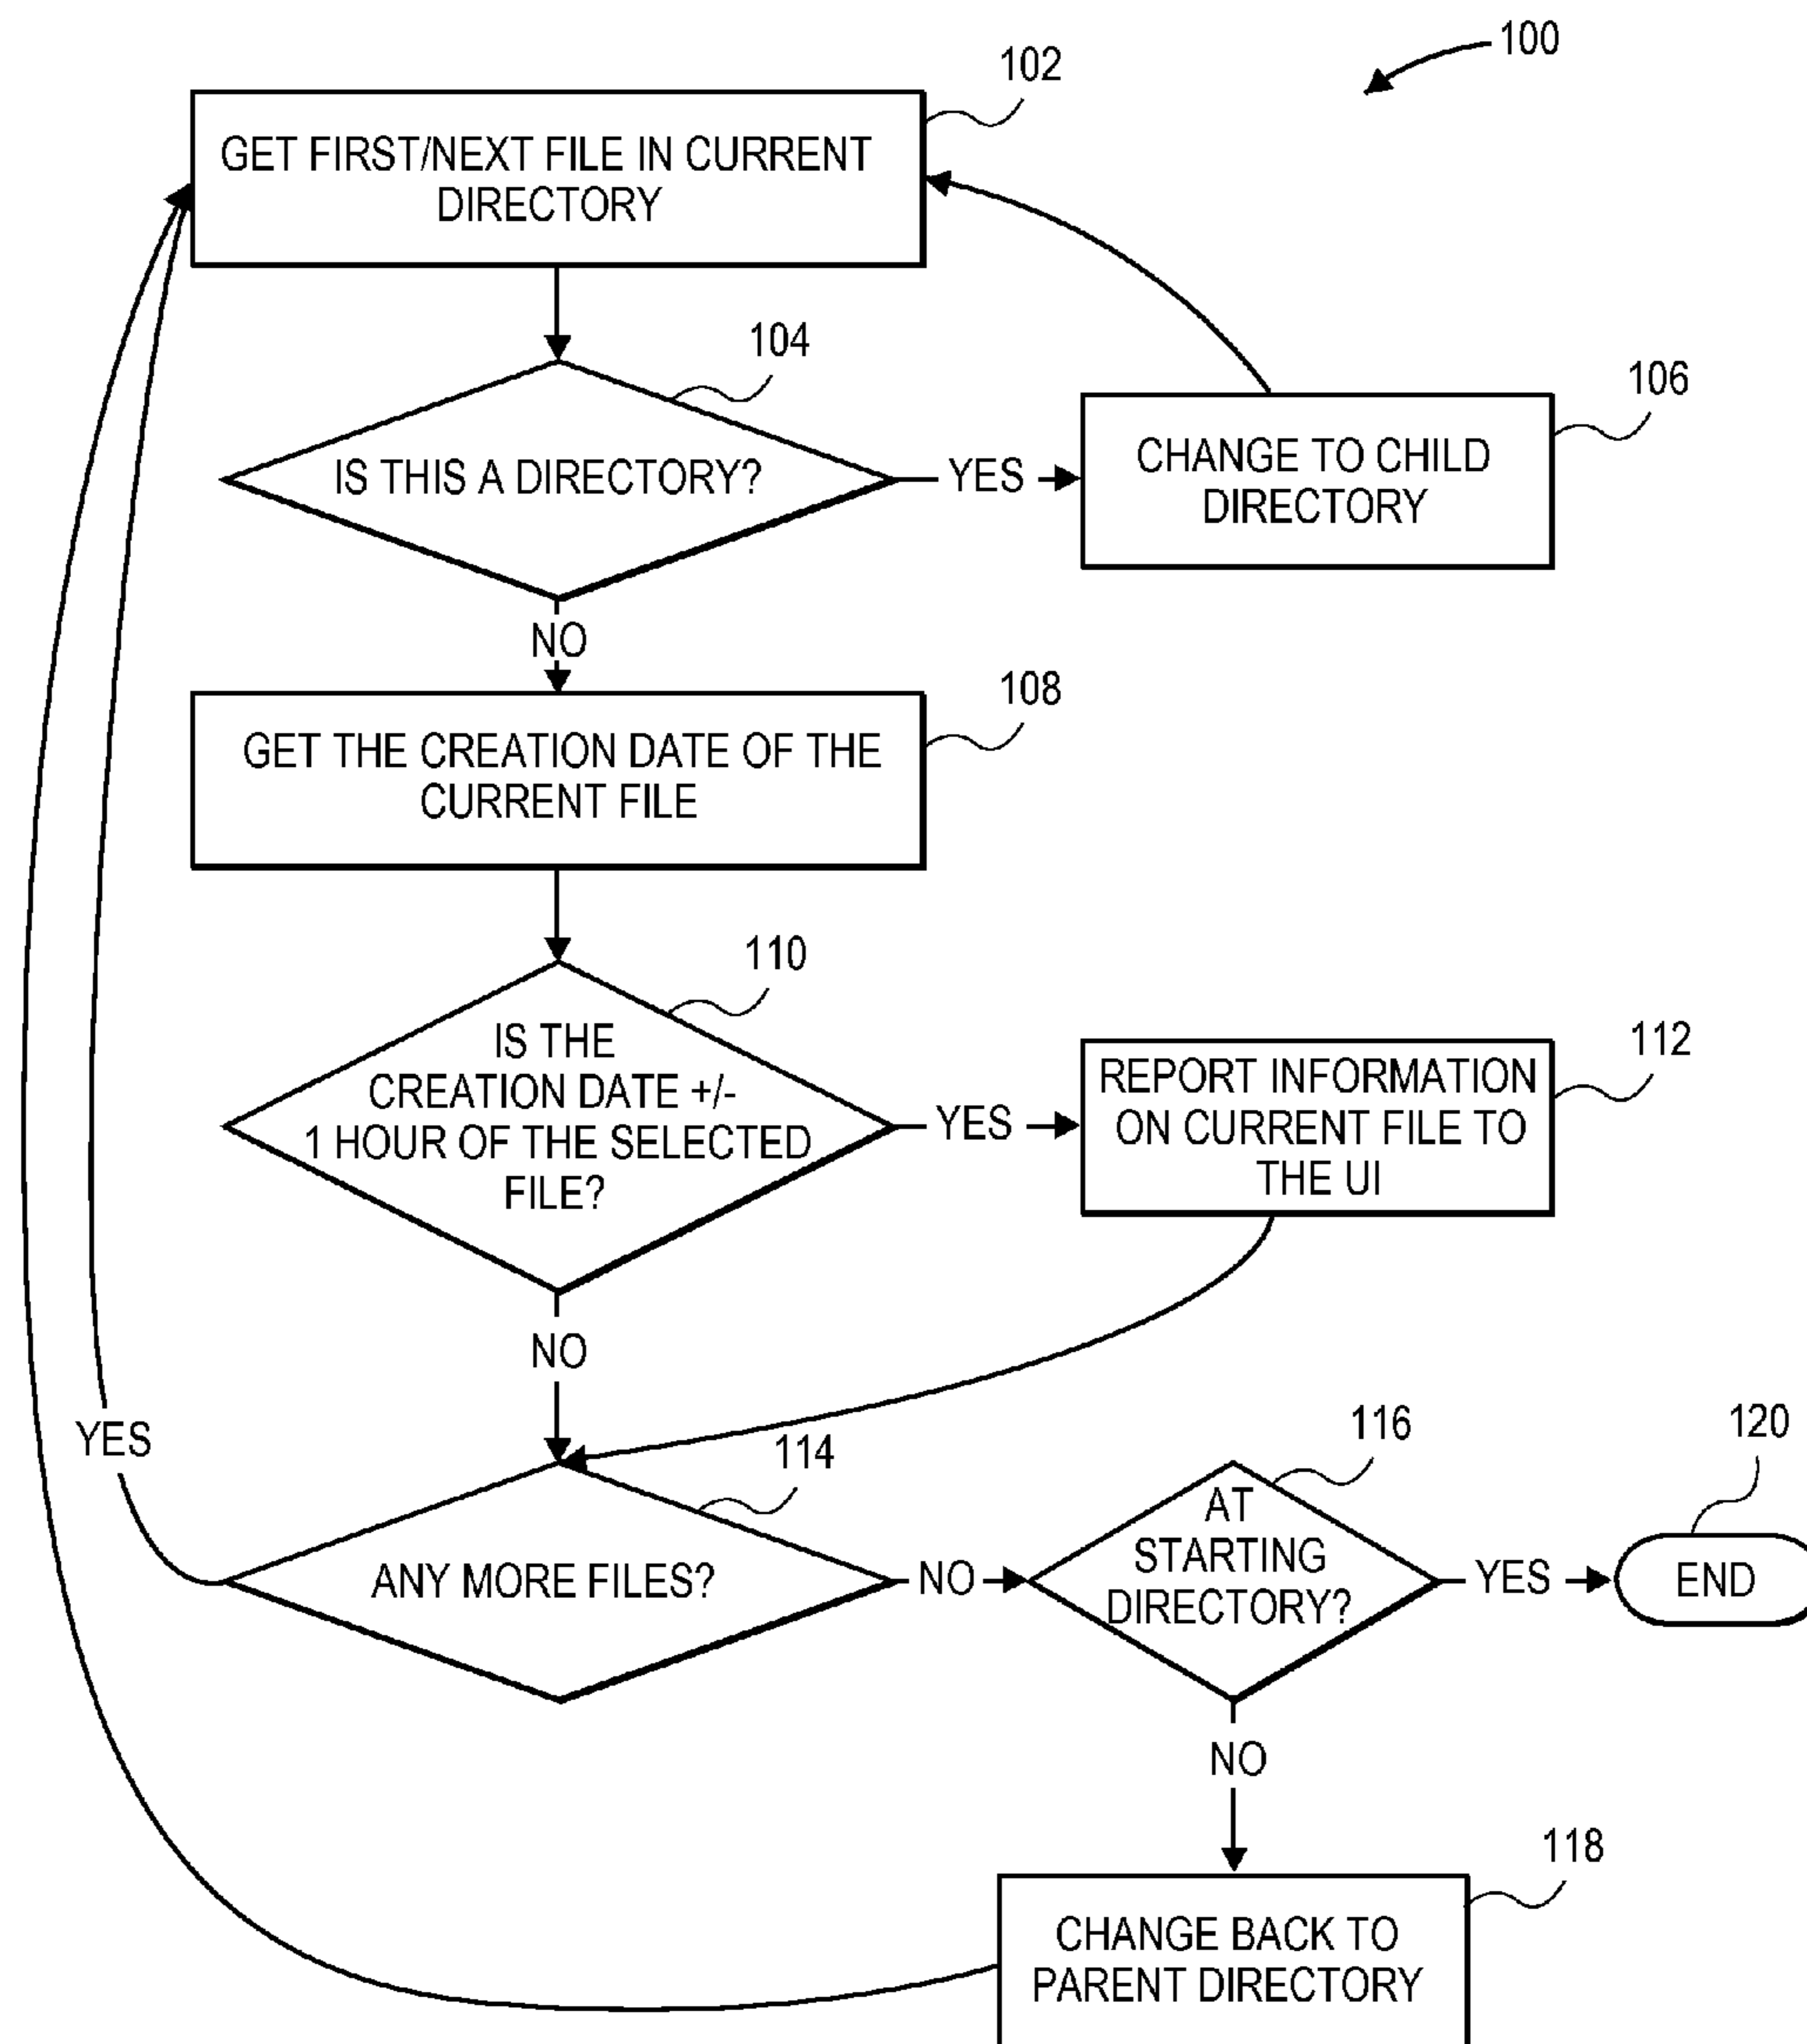 100
102
GET FIRST/NEXT FILE IN CURRENT
DIRECTORY
104
IS THIS A DIRECTORY?
YES
106
CHANGE TO CHILD
DIRECTORY
NO
108
GET THE CREATION DATE OF THE
CURRENT FILE
110
IS THE
CREATION DATE +/-
1 HOUR OF THE SELECTED
FILE?
YES
112
REPORT INFORMATION
ON CURRENT FILE TO
THE UI
NO
YES
114
ANY MORE FILES?
NO
116
AT
STARTING
DIRECTORY?
YES
120
END
NO
118
CHANGE BACK TO
PARENT DIRECTORY